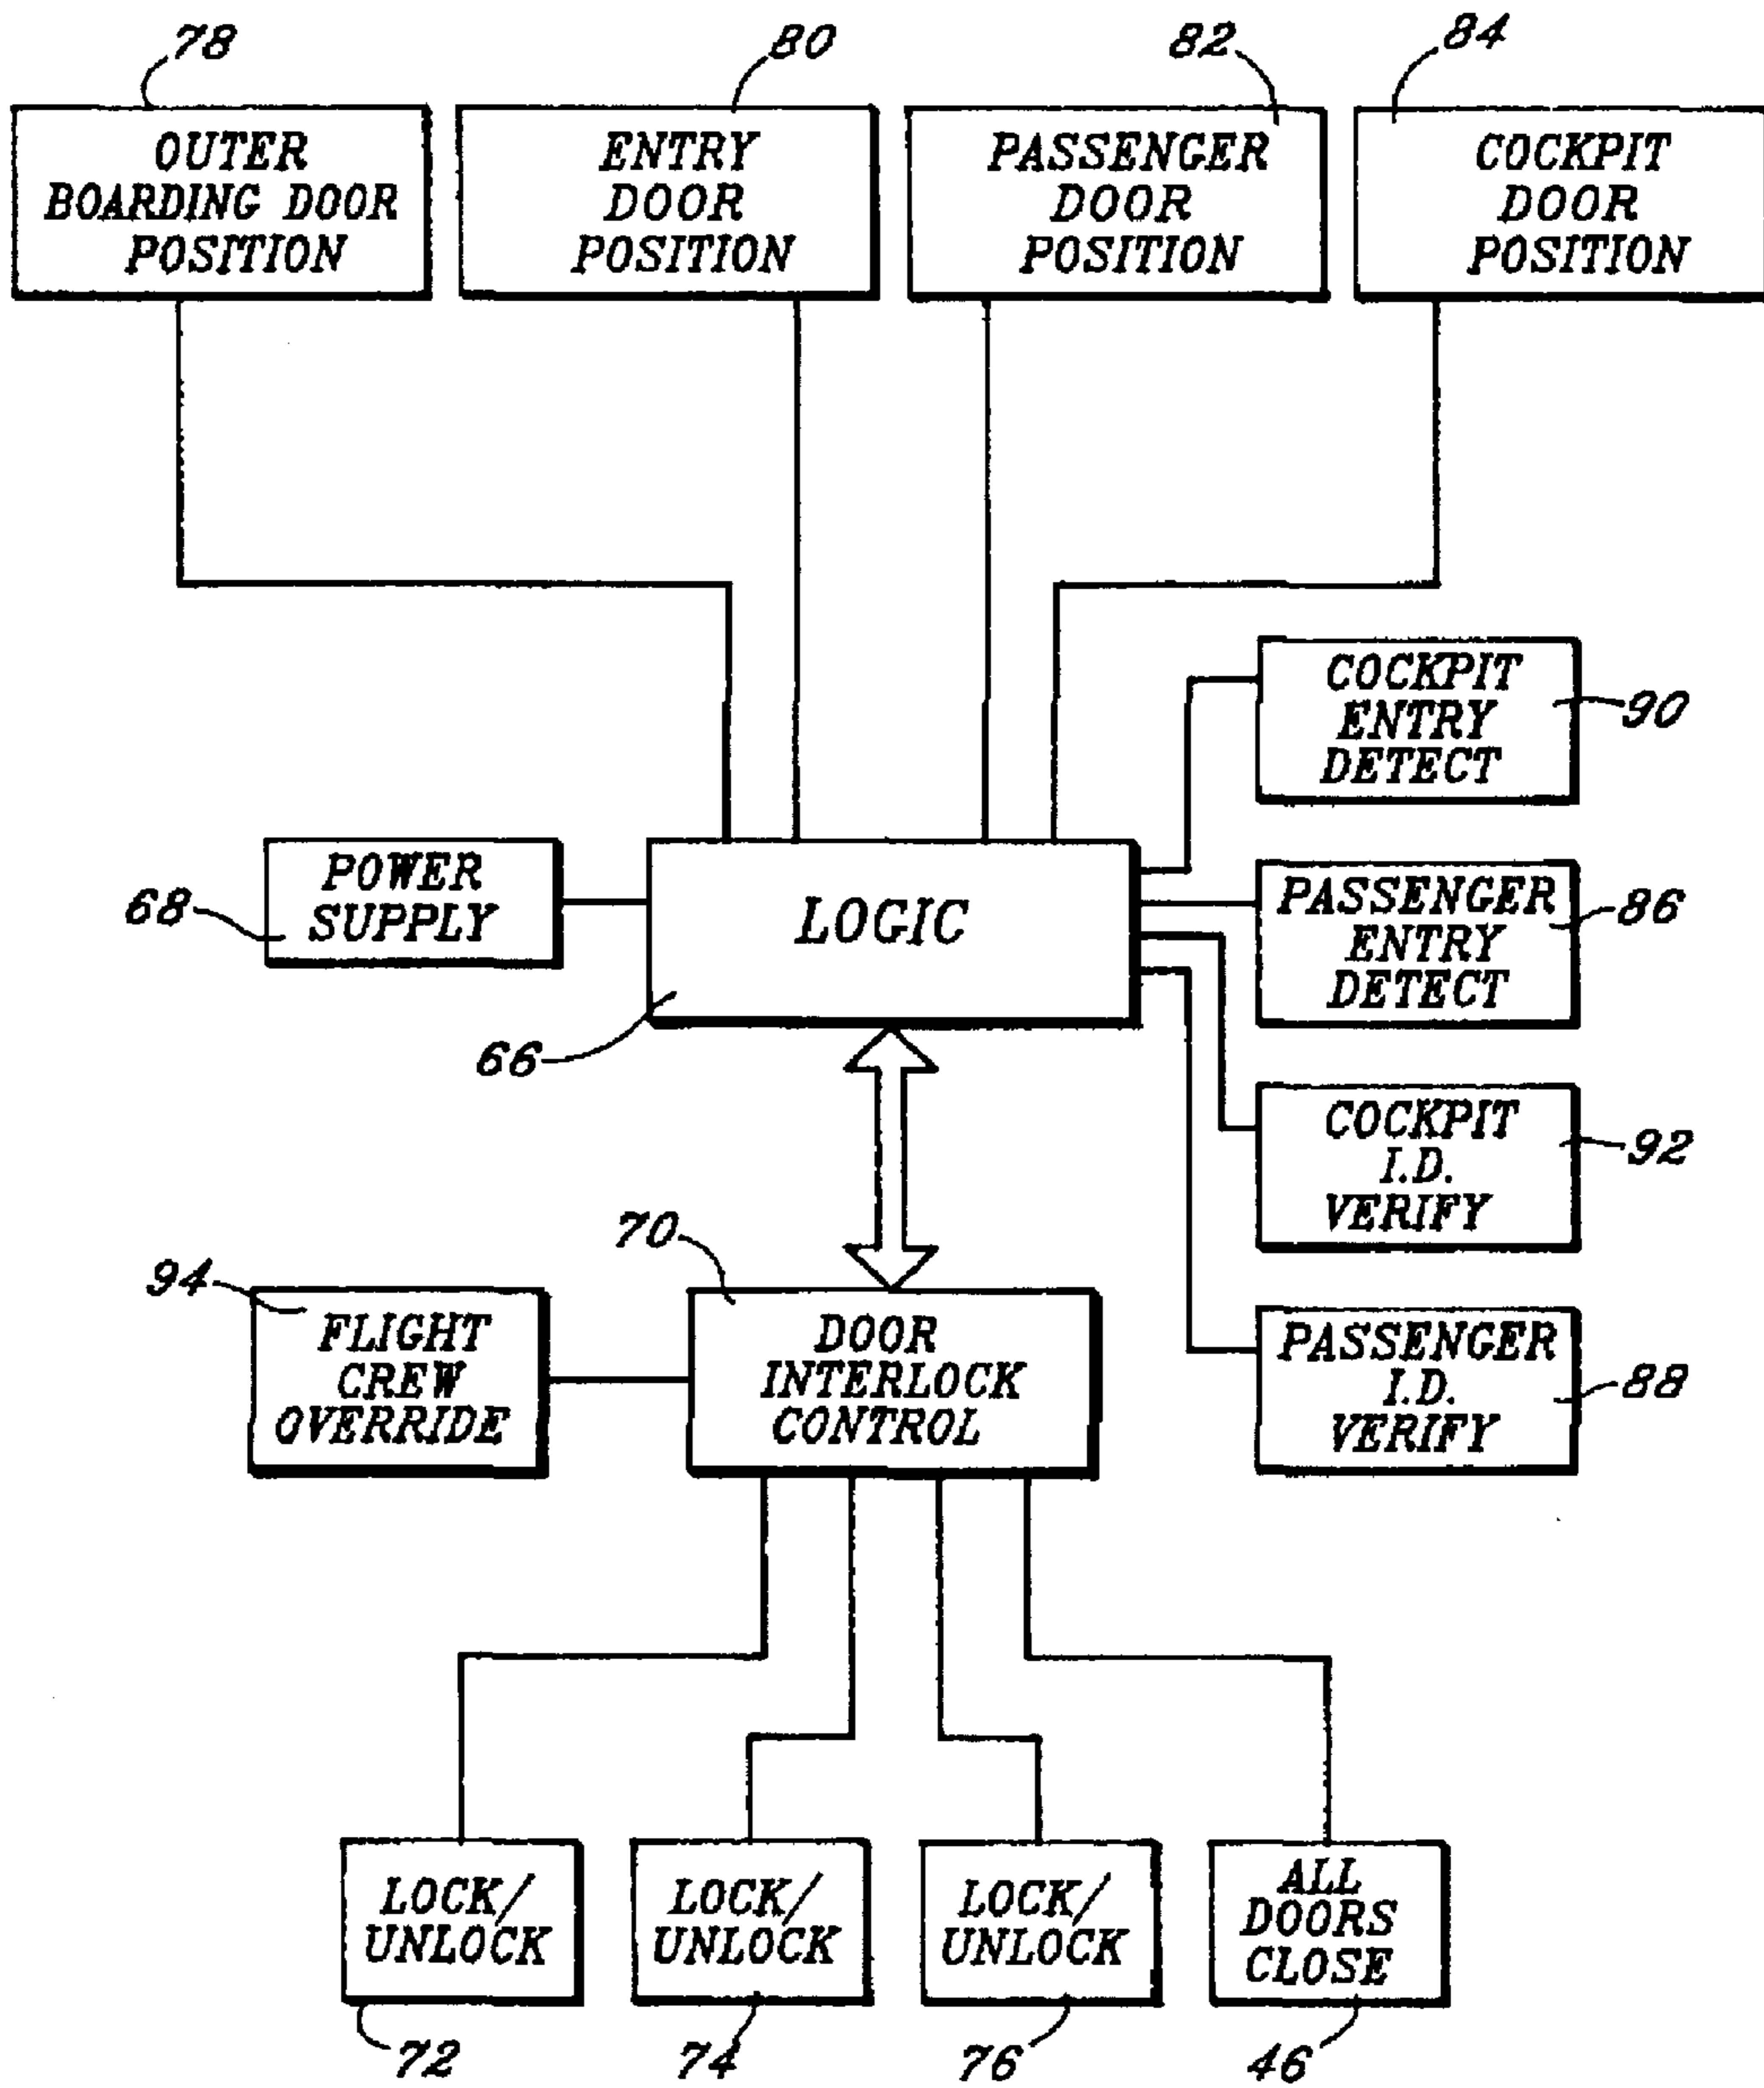 78
80
82
84
OUTER
BOARDING DOOR
POSITION
ENTRY
DOOR
POSITION
PASSENGER
DOOR
POSITION
COCKPIT
DOOR
POSITION
COCKPIT
ENTRY
DETECT
90
POWER
SUPPLY
68
LOGIC
66
PASSENGER
ENTRY
DETECT
86
COCKPIT
I.D.
VERIFY
92
70
94
FLIGHT
CREW
OVERRIDE
DOOR
INTERLOCK
CONTROL
PASSENGER
I.D.
VERIFY
88
LOCK/
UNLOCK
LOCK/
UNLOCK
LOCK/
UNLOCK
ALL
DOORS
CLOSE
72
74
76
46